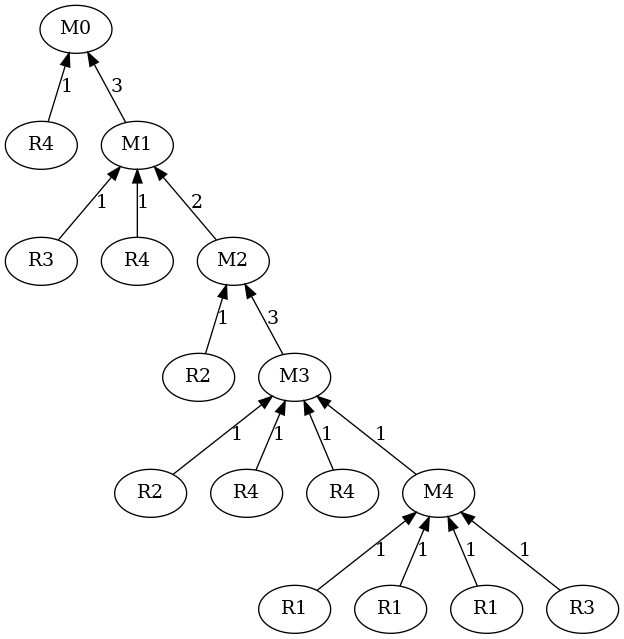 M0
1 3
R4 M1
1 1 2
R3 R4 M2
1 3
R2 M3
1 1 1 1
R2 R4 R4 M4
1 1 1 1
R1 R1 R1 R3